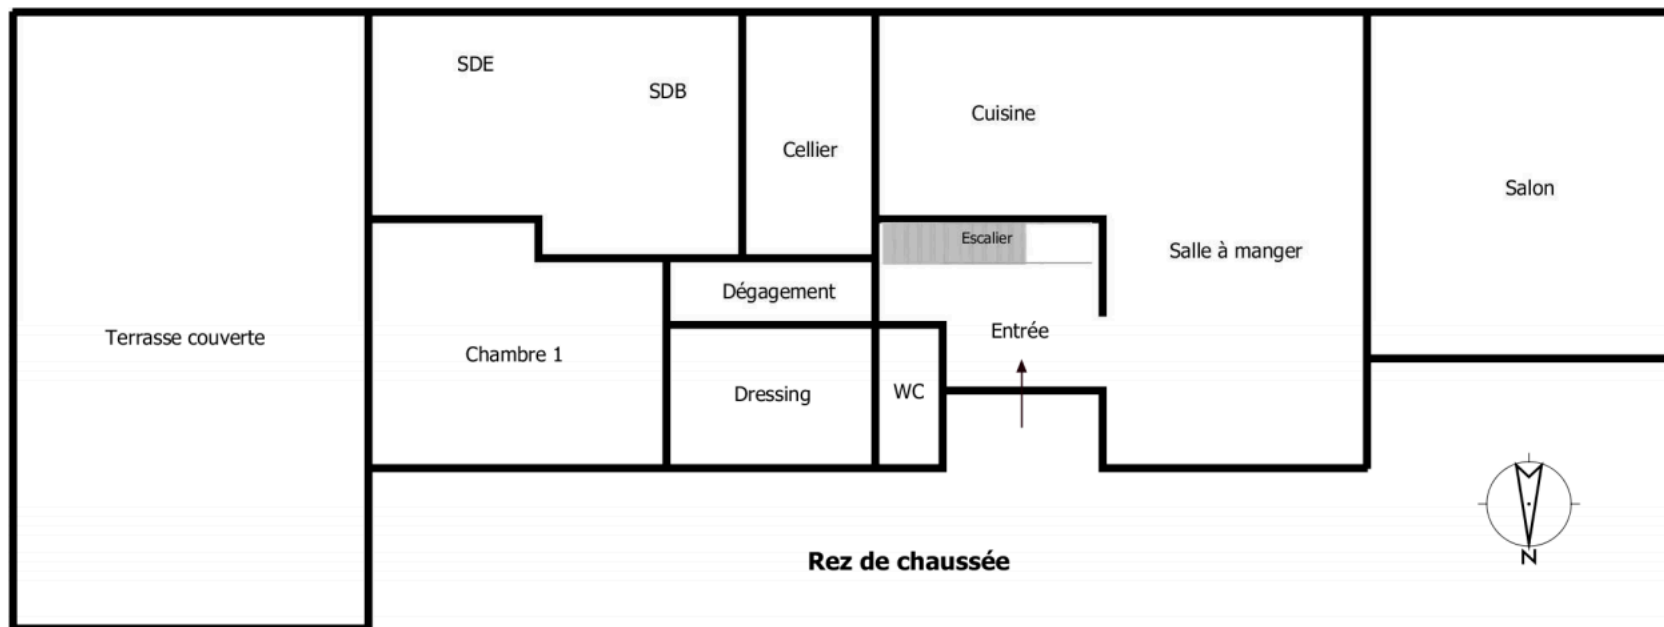 SDE
SDB
Cuisine
Cellier
Salon
Escalier
Salle à manger
Dégagement
Entrée
Terrasse couverte
Chambre 1
Dressing
WC
N
Rez de chaussée